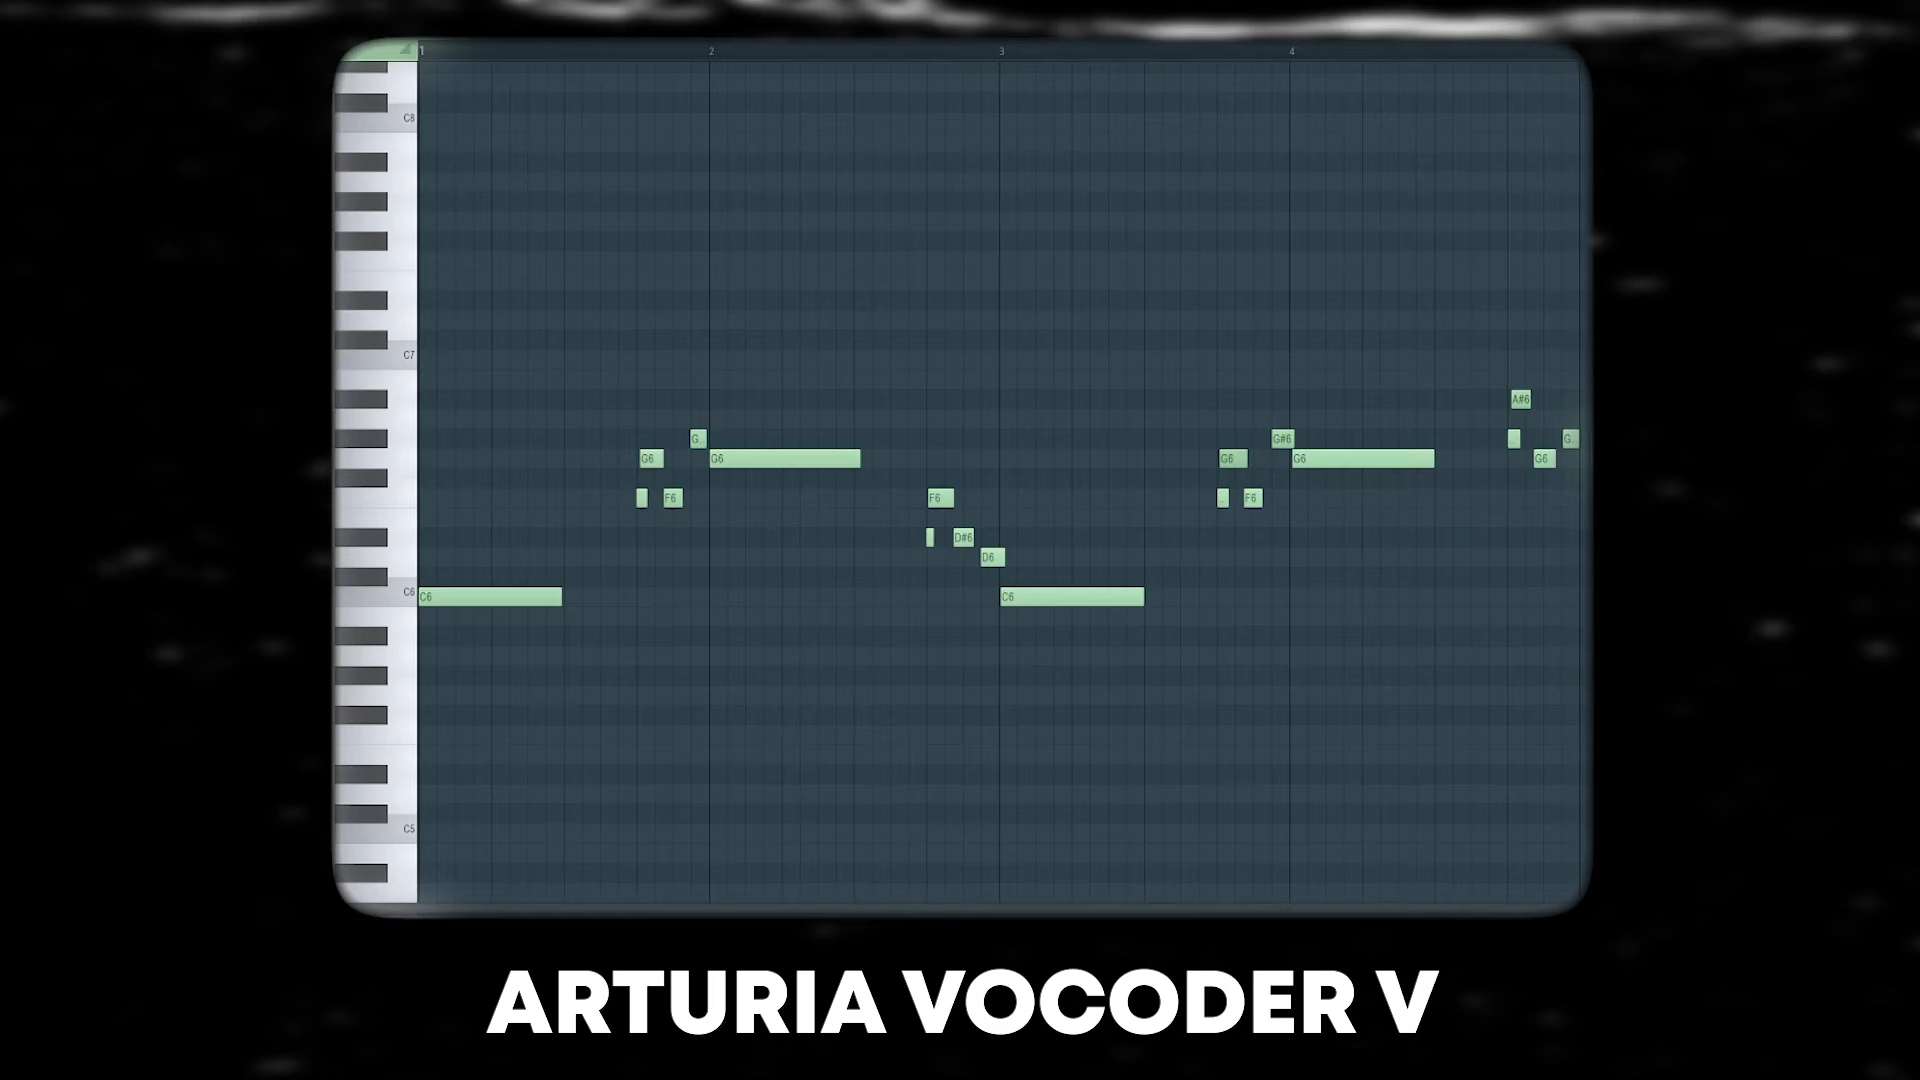 1 2 3 4
C8
C7
A#6
G.. G#6 G..
G6 G6 G6 G6 G6
F6 F6 F6
D#6
D6
C6 C6 C6
C5
ARTURIA VOCODER V